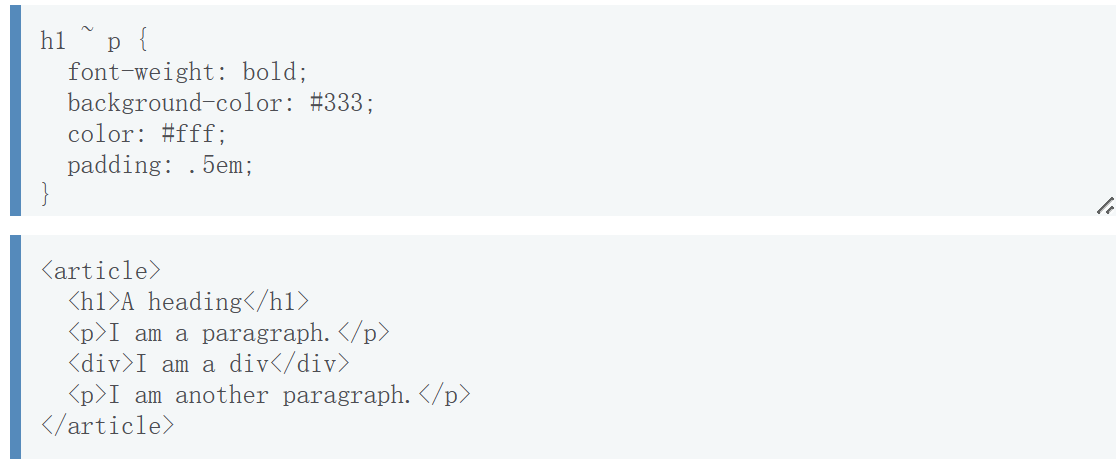 h1 ~ p {
  font-weight: bold;
  background-color: #333;
  color: #fff;
  padding: .5em;
}
<article>
  <h1>A heading</h1>
  <p>I am a paragraph.</p>
  <div>I am a div</div>
  <p>I am another paragraph.</p>
</article>